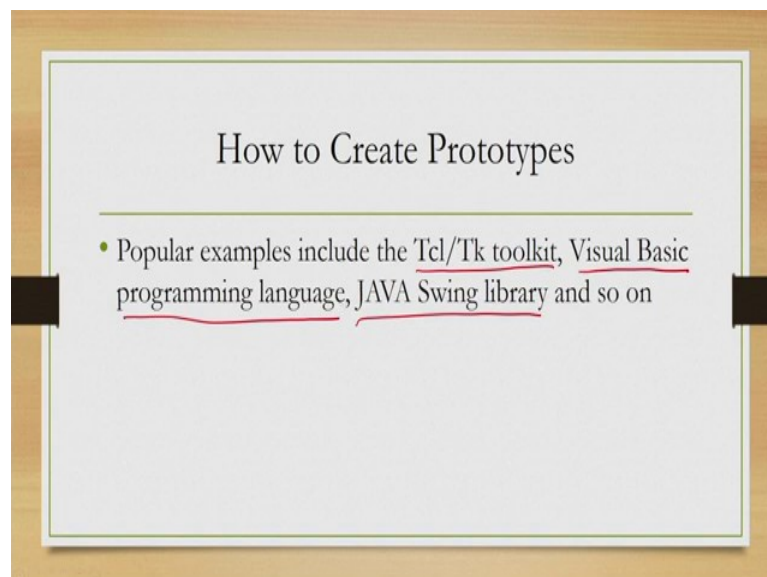 How to Create Prototypes
• Popular examples include the Tcl/Tk toolkit, Visual Basic
programming language, JAVA Swing library and so on